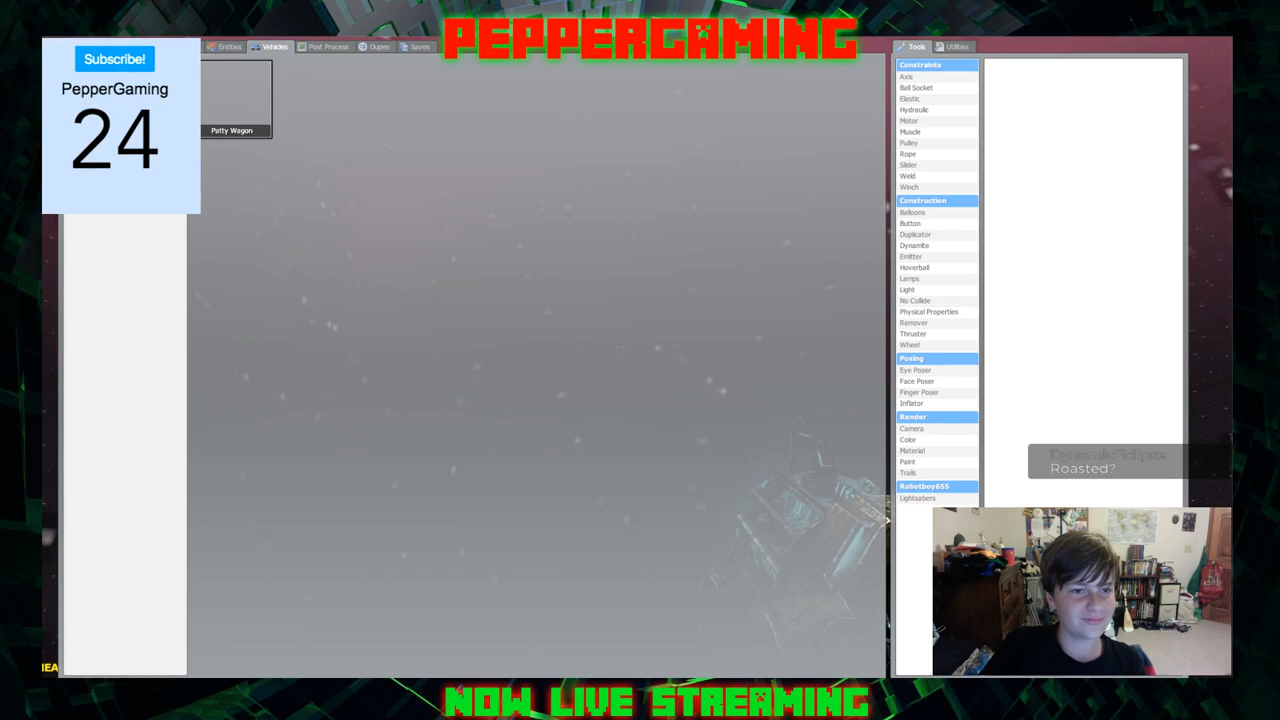 PEPPERGAMING
Subscribe!
PepperGaming
24
Entities
Vehicles
Post Process
Dupes
Saves
Patty Wagon
Tools
Utilities
Constraints
Axis
Ball Socket
Elastic
Hydraulic
Motor
Muscle
Pulley
Rope
Slider
Weld
Winch
Construction
Balloons
Button
Duplicator
Dynamite
Emitter
Hoverball
Lamps
Light
No Collide
Physical Properties
Remover
Thruster
Wheel
Posing
Eye Poser
Face Poser
Finger Poser
Inflator
Render
Camera
Color
Material
Paint
Trails
Robotboy655
Lightsabers
DynamicEclipse
Roasted?
NOW LIVE STREAMING